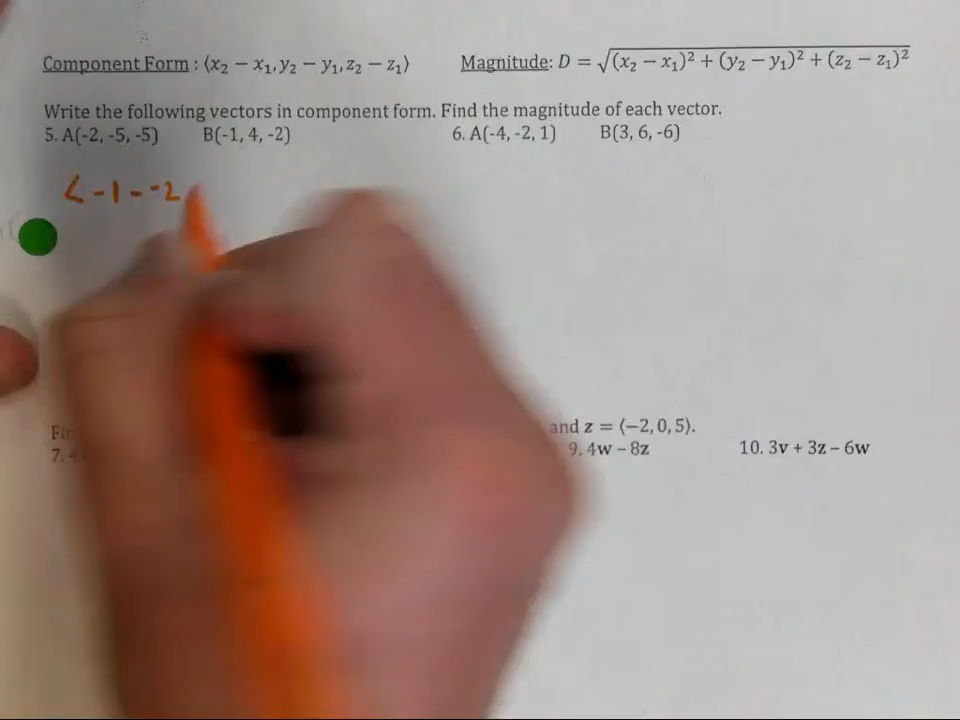 Component Form : ⟨x₂ − x₁, y₂ − y₁, z₂ − z₁⟩ Magnitude: D = √(x₂ − x₁)² + (y₂ − y₁)² + (z₂ − z₁)²
Write the following vectors in component form. Find the magnitude of each vector.
5. A(-2, -5, -5) B(-1, 4, -2) 6. A(-4, -2, 1) B(3, 6, -6)
< -1 - -2
and z = ⟨−2, 0, 5⟩.
7. 9. 4w – 8z 10. 3v + 3z – 6w